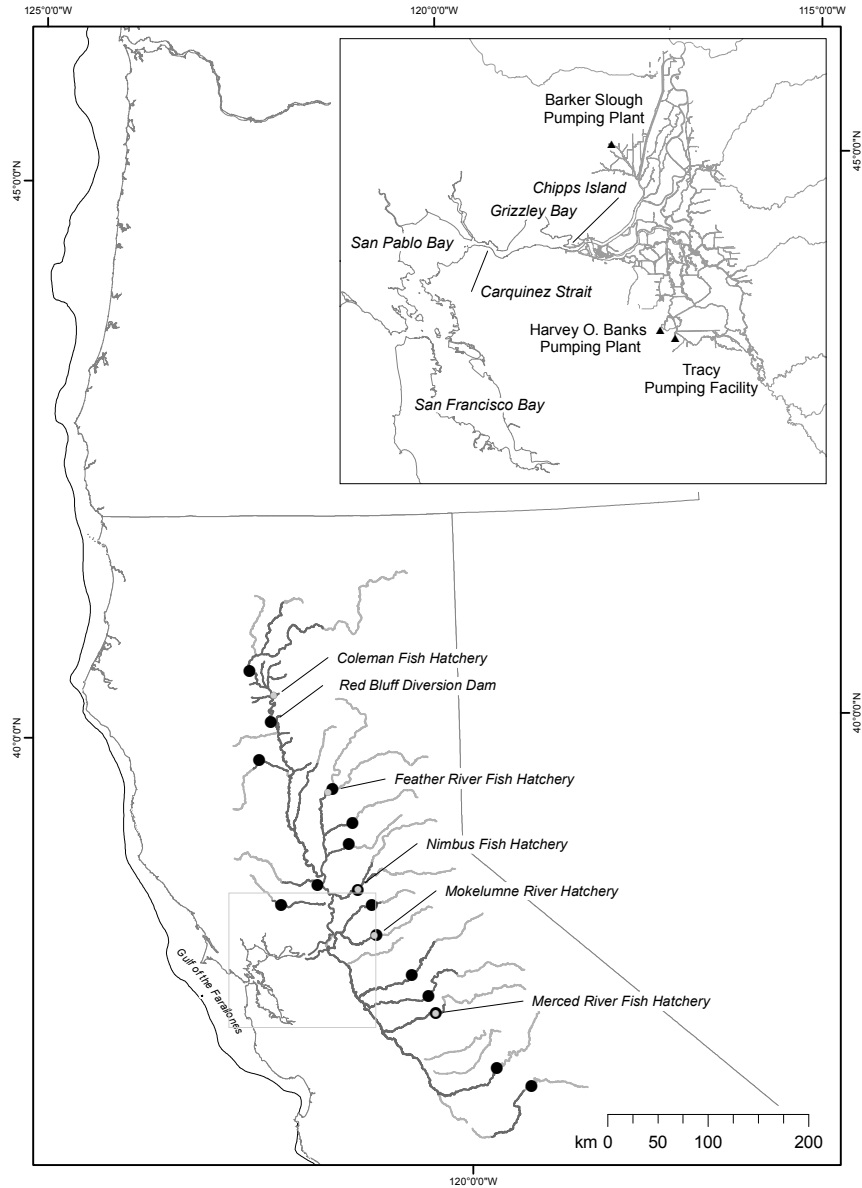 125°0'0"W
120°0'0"W
115°0'0"W
45°0'0"N
45°0'0"N
Barker Slough
Pumping Plant
Chipps Island
Grizzley Bay
San Pablo Bay
Carquinez Strait
Harvey O. Banks
Pumping Plant
Tracy
Pumping Facility
San Francisco Bay
Coleman Fish Hatchery
Red Bluff Diversion Dam
40°0'0"N
40°0'0"N
Feather River Fish Hatchery
Nimbus Fish Hatchery
Mokelumne River Hatchery
Gulf of the Farallones
Merced River Fish Hatchery
km 0 50 100 200
120°0'0"W